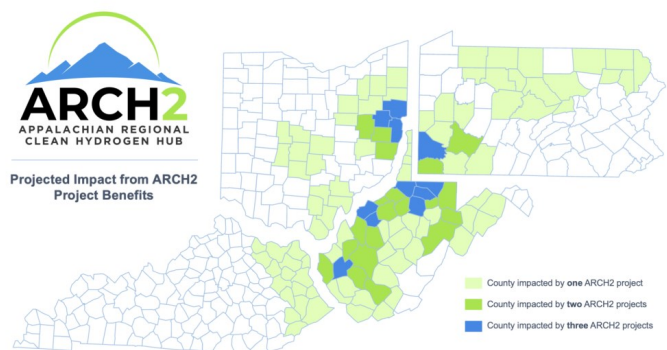 ARCH2
APPALACHIAN REGIONAL
CLEAN HYDROGEN HUB
Projected Impact from ARCH2
Project Benefits
County impacted by one ARCH2 project
County impacted by two ARCH2 projects
County impacted by three ARCH2 projects